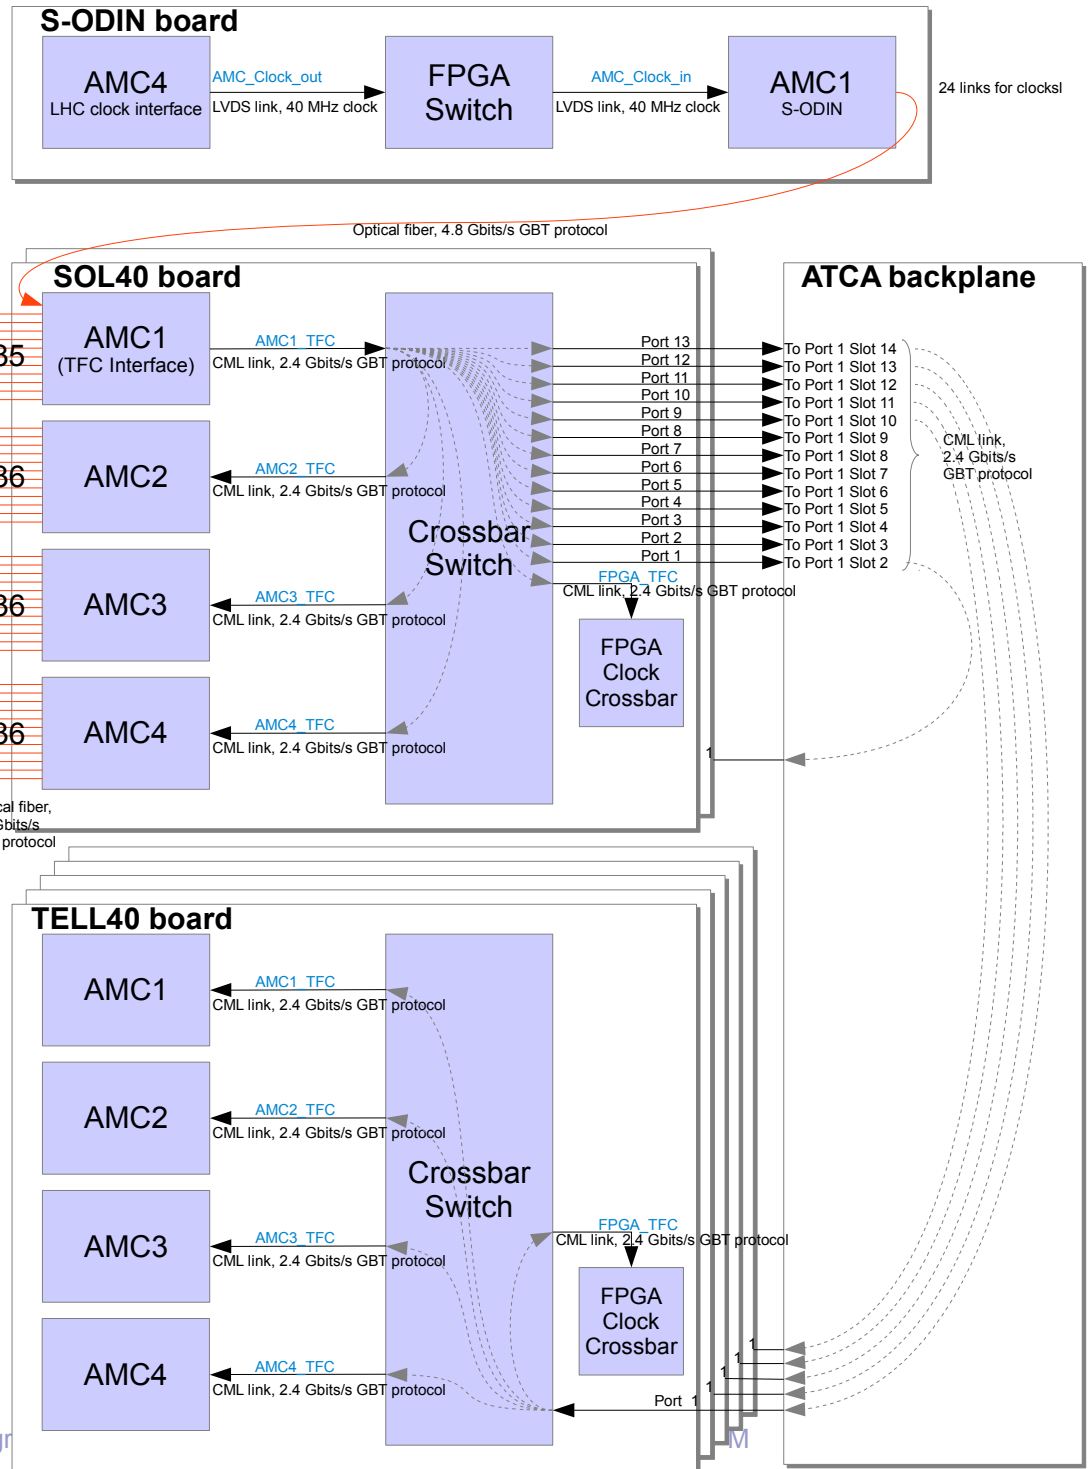 S-ODIN board
AMC4
LHC clock interface
AMC_Clock_out
LVDS link, 40 MHz clock
FPGA
Switch
AMC_Clock_in
LVDS link, 40 MHz clock
AMC1
S-ODIN
24 links for clocksl
Optical fiber, 4.8 Gbits/s GBT protocol
SOL40 board
ATCA backplane
AMC1
(TFC Interface)
AMC1_TFC
CML link, 2.4 Gbits/s GBT protocol
AMC2
AMC2_TFC
CML link, 2.4 Gbits/s GBT protocol
AMC3
AMC3_TFC
CML link, 2.4 Gbits/s GBT protocol
AMC4
AMC4_TFC
CML link, 2.4 Gbits/s GBT protocol
Crossbar
Switch
Port 13
Port 12
Port 11
Port 10
Port 9
Port 8
Port 7
Port 6
Port 5
Port 4
Port 3
Port 2
Port 1
To Port 1 Slot 14
To Port 1 Slot 13
To Port 1 Slot 12
To Port 1 Slot 11
To Port 1 Slot 10
To Port 1 Slot 9
To Port 1 Slot 8
To Port 1 Slot 7
To Port 1 Slot 6
To Port 1 Slot 5
To Port 1 Slot 4
To Port 1 Slot 3
To Port 1 Slot 2
CML link,
2.4 Gbits/s
GBT protocol
FPGA_TFC
CML link, 2.4 Gbits/s GBT protocol
FPGA
Clock
Crossbar
1
fiber,
protocol
TELL40 board
AMC1
AMC1_TFC
CML link, 2.4 Gbits/s GBT protocol
AMC2
AMC2_TFC
CML link, 2.4 Gbits/s GBT protocol
AMC3
AMC3_TFC
CML link, 2.4 Gbits/s GBT protocol
AMC4
AMC4_TFC
CML link, 2.4 Gbits/s GBT protocol
Crossbar
Switch
FPGA_TFC
CML link, 2.4 Gbits/s GBT protocol
FPGA
Clock
Crossbar
1
1
1
1
Port 1
M